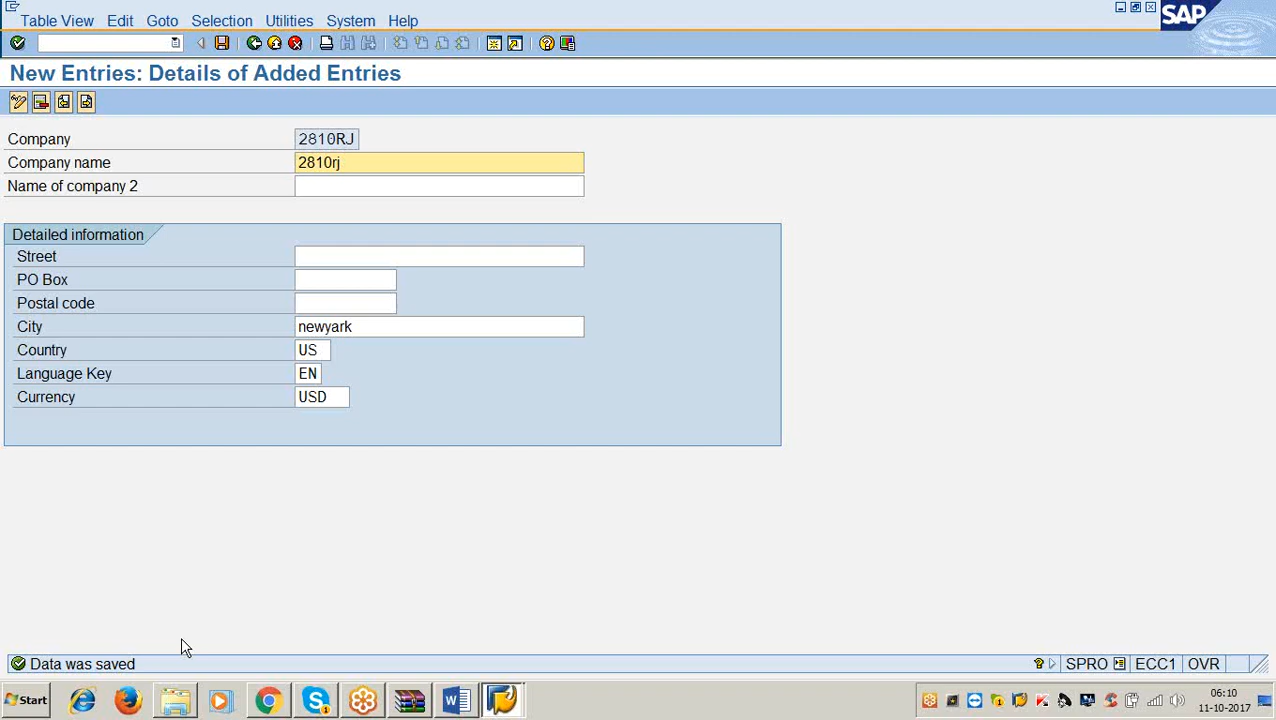 Table View Edit Goto Selection Utilities System Help
SAP
New Entries: Details of Added Entries
Company 2810RJ
Company name 2810rj
Name of company 2
Detailed information
Street
PO Box
Postal code
City newyark
Country US
Language Key EN
Currency USD
Data was saved
SPRO ECC1 OVR
Start
06:10
11-10-2017